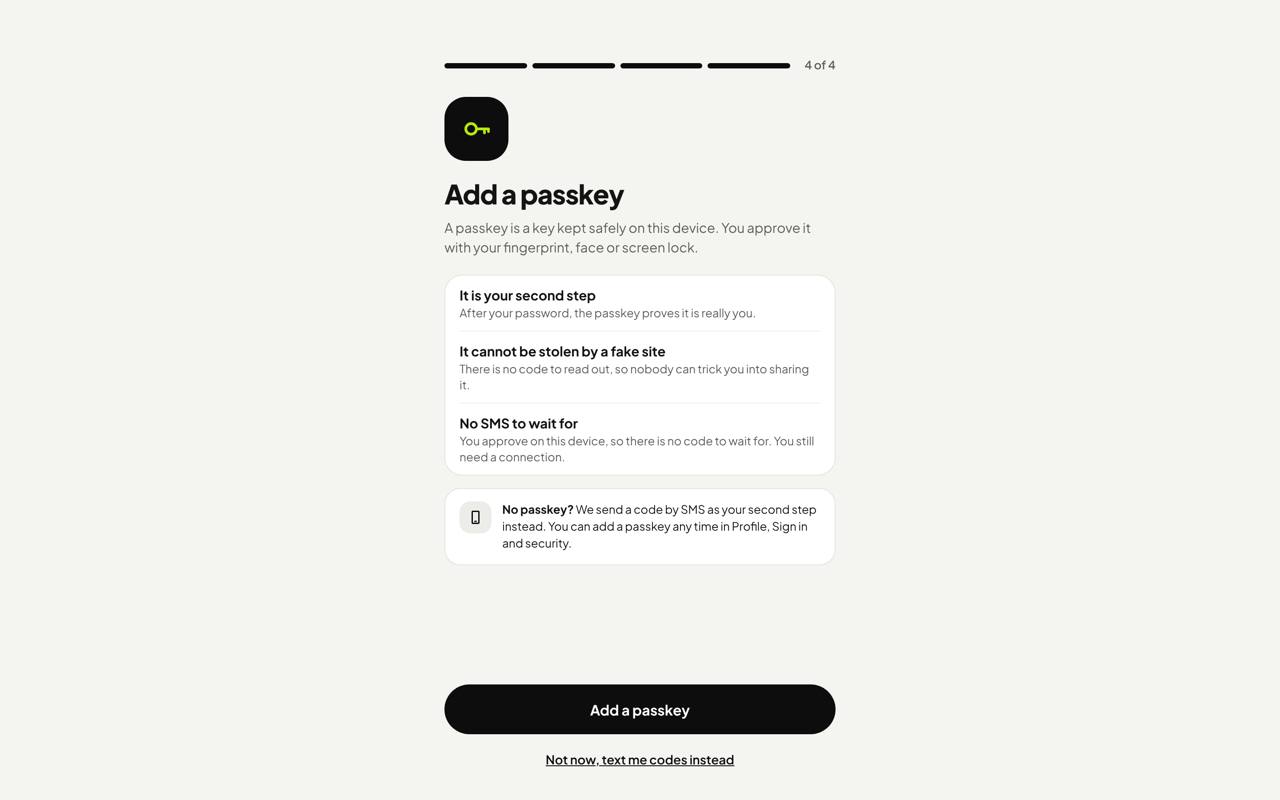 4 of 4
Add a passkey
A passkey is a key kept safely on this device. You approve it
with your fingerprint, face or screen lock.
It is your second step
After your password, the passkey proves it is really you.
It cannot be stolen by a fake site
There is no code to read out, so nobody can trick you into sharing
it.
No SMS to wait for
You approve on this device, so there is no code to wait for. You still
need a connection.
No passkey? We send a code by SMS as your second step
instead. You can add a passkey any time in Profile, Sign in
and security.
Add a passkey
Not now, text me codes instead